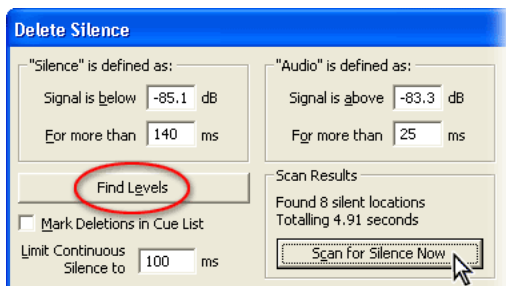 Delete Silence
"Silence" is defined as:
Signal is below -85.1 dB
For more than 140 ms
Find Levels
Mark Deletions in Cue List
Limit Continuous
Silence to 100 ms
"Audio" is defined as:
Signal is above -83.3 dB
For more than 25 ms
Scan Results
Found 8 silent locations
Totalling 4.91 seconds
Scan for Silence Now